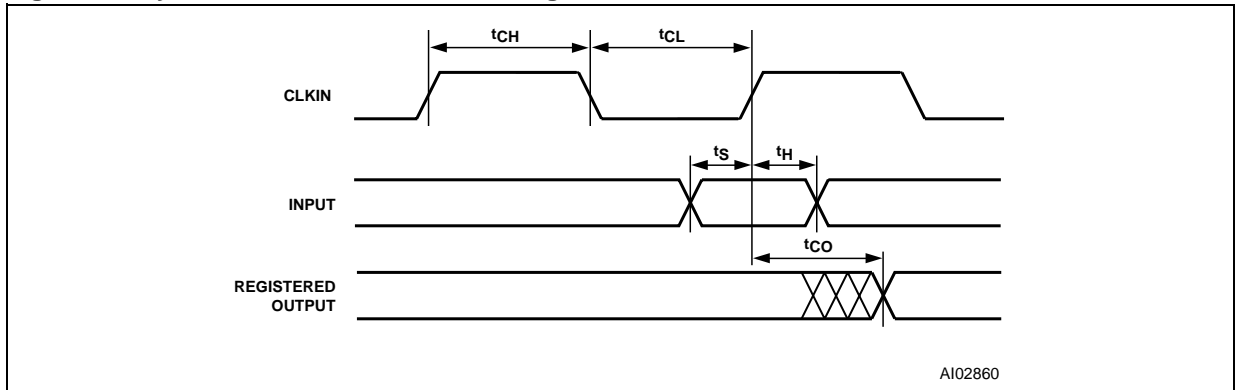 tCH
tCL
CLKIN
tS
tH
INPUT
tCO
REGISTERED
OUTPUT
AI02860